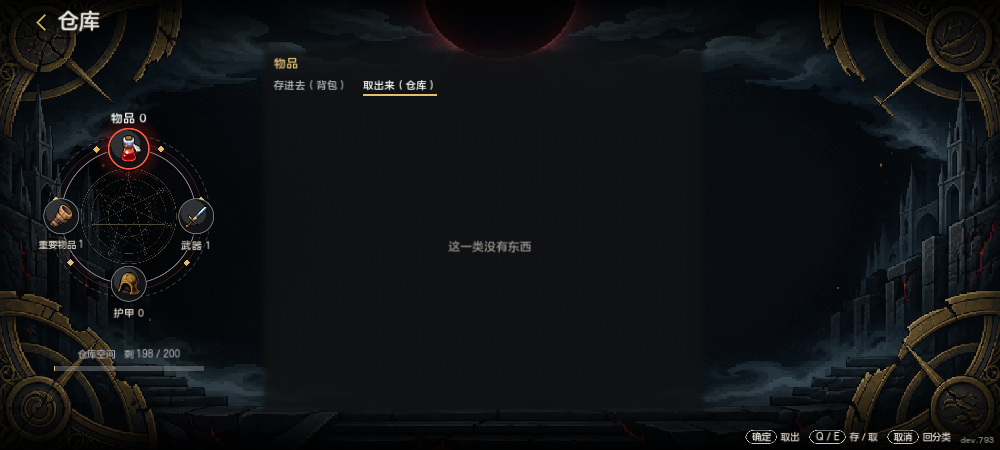 仓库
物品
存进去（背包） 取出来（仓库）
物品 0
重要物品 1
武器 1
这一类没有东西
护甲 0
仓库空间 剩 198 / 200
确定 取出 Q / E 存 / 取 取消 回分类 dev.793